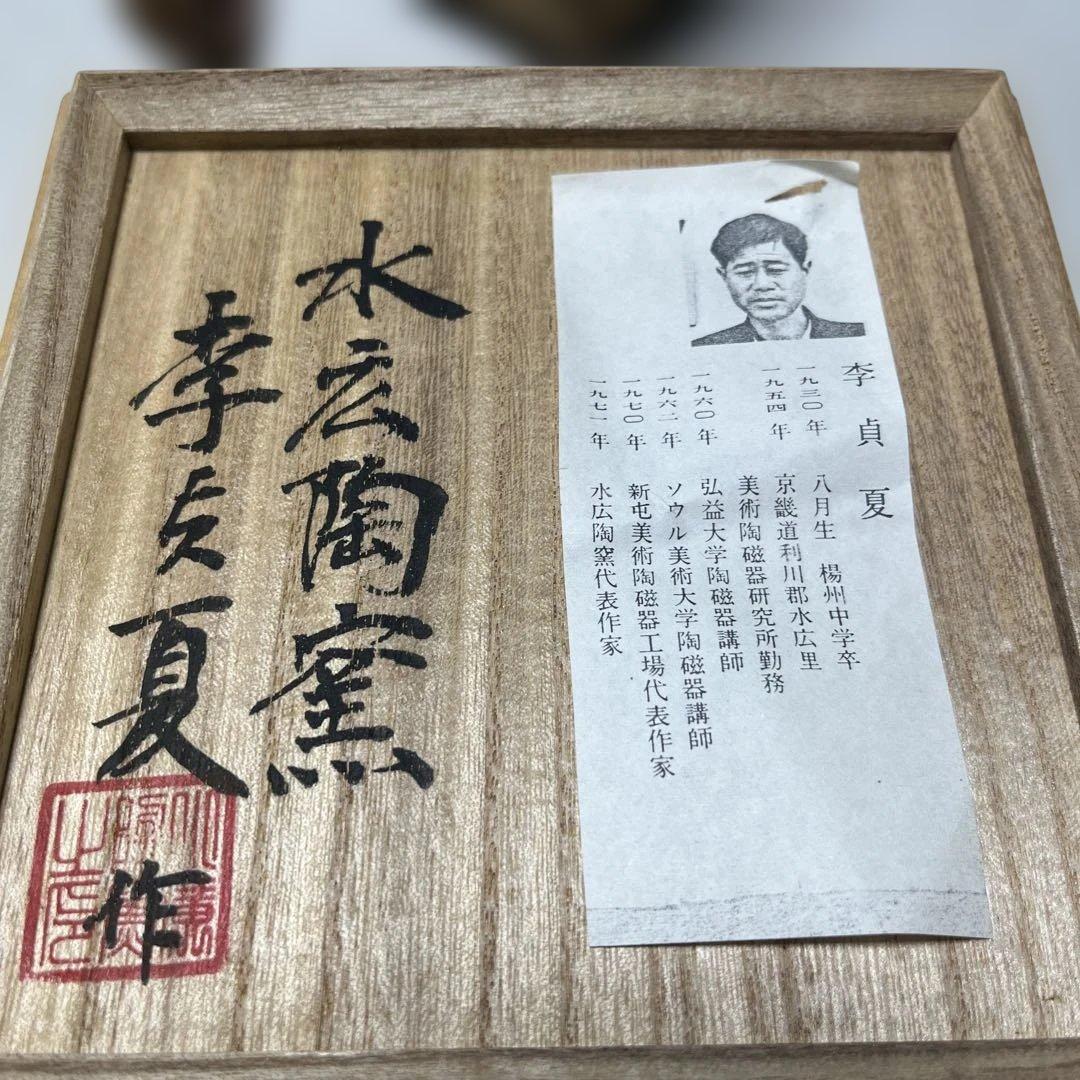 李貞夏
一九三〇年 八月生 楊州中学卒
一九五四年 京畿道利川郡水広里
美術陶磁器研究所勤務
一九六〇年 弘益大学陶磁器講師
一九六二年 ソウル美術大学陶磁器講師
一九七〇年 新屯美術陶磁器工場代表作家
一九七一年 水広陶窯代表作家
水広陶窯
李貞夏作